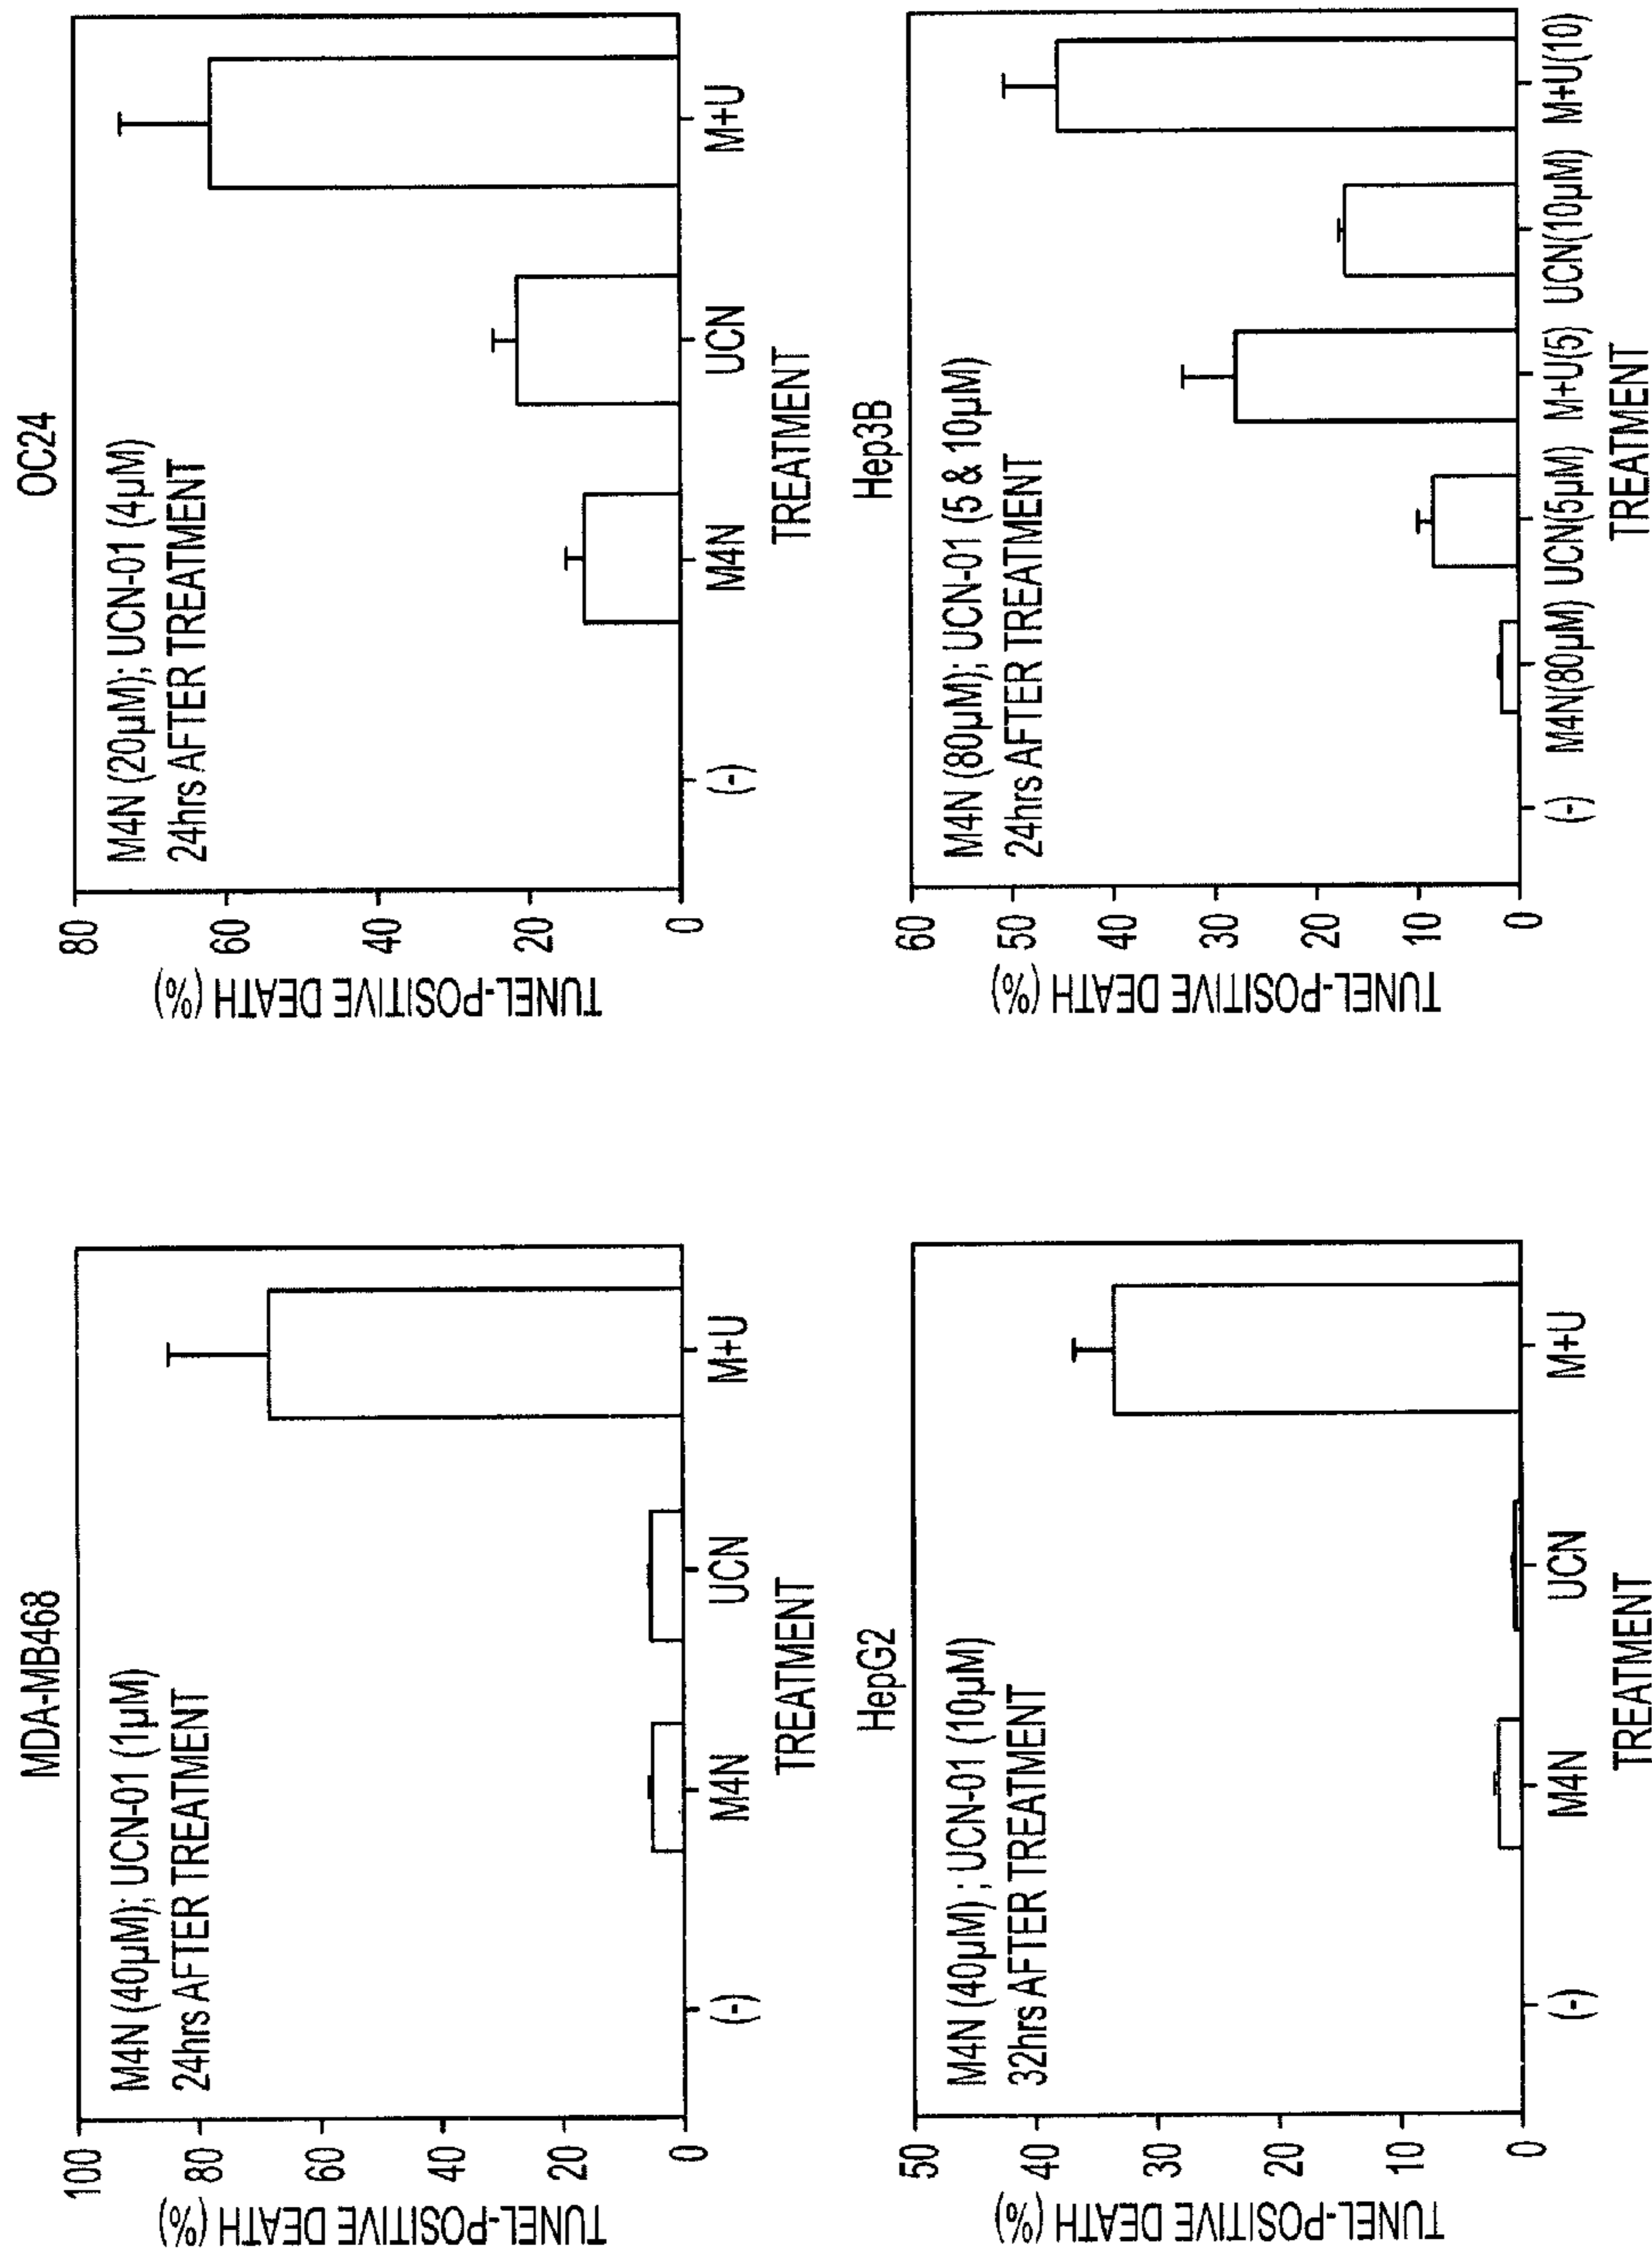 MDA-MB468
M4N (40µM); UCN-01 (1µM)
24hrs AFTER TREATMENT
TUNEL-POSITIVE DEATH (%)
100
80
60
40
20
0
(-)
M4N
UCN
M+U
TREATMENT
OC24
M4N (20µM); UCN-01 (4µM)
24hrs AFTER TREATMENT
TUNEL-POSITIVE DEATH (%)
80
60
40
20
0
(-)
M4N
UCN
M+U
TREATMENT
HepG2
M4N (40µM) ; UCN-01 (10µM)
32hrs AFTER TREATMENT
TUNEL-POSITIVE DEATH (%)
50
40
30
20
10
0
(-)
M4N
UCN
M+U
TREATMENT
Hep3B
M4N (80µM); UCN-01 (5 & 10µM)
24hrs AFTER TREATMENT
TUNEL-POSITIVE DEATH (%)
60
50
40
30
20
10
0
(-)
M4N(80µM)
UCN(5µM)
M+U(5)
UCN(10µM)
M+U(10)
TREATMENT